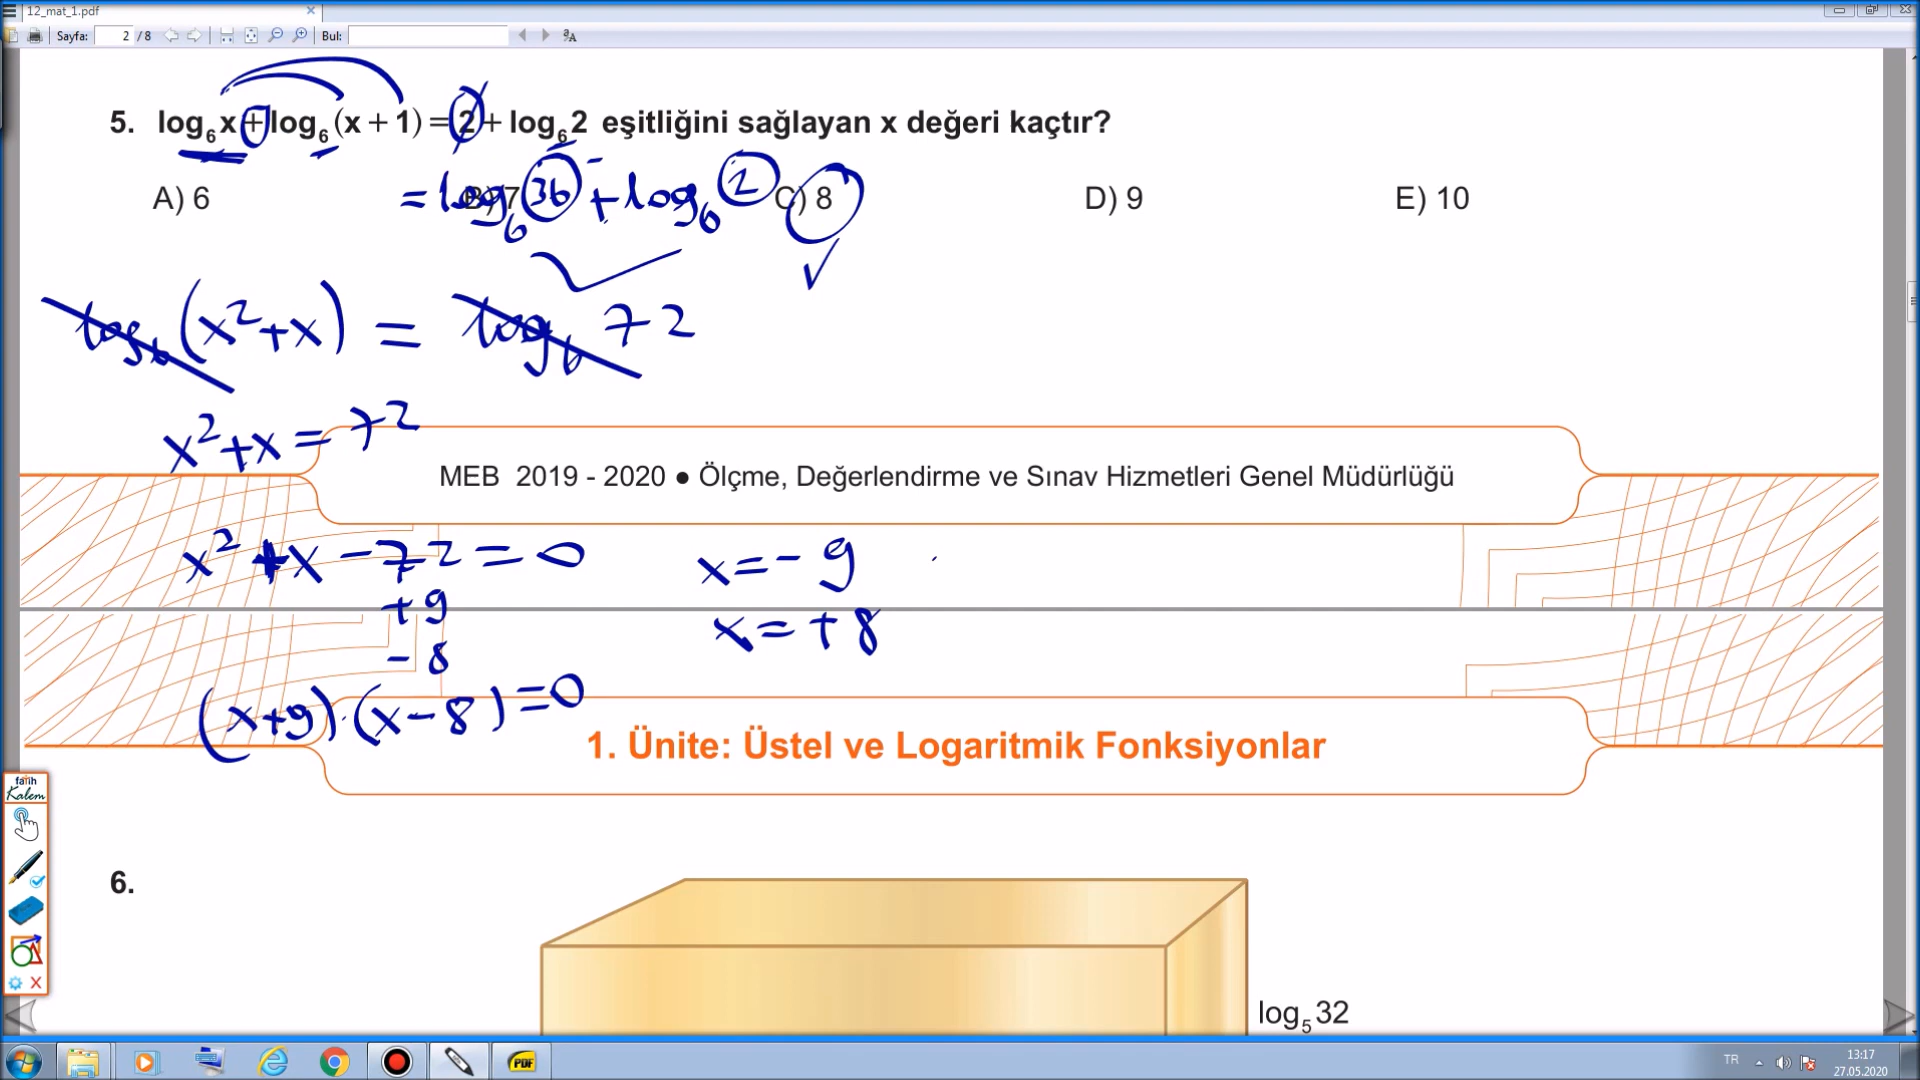 12_mat_1.pdf
Sayfa: 2 / 8 Bul:
5. log₆x + log₆(x + 1) = 2 + log₆2 eşitliğini sağlayan x değeri kaçtır?
A) 6 B) 7 C) 8 D) 9 E) 10
= log₆36 + log₆2
log₆(x² + x) = log₆72
x² + x = 72
MEB 2019 - 2020 ● Ölçme, Değerlendirme ve Sınav Hizmetleri Genel Müdürlüğü
x² + x - 72 = 0
+9
-8
(x+9).(x-8)=0
x = -9
x = +8
1. Ünite: Üstel ve Logaritmik Fonksiyonlar
6.
log₅32
fatih
Kalem
PDF
TR
13:17
27.05.2020